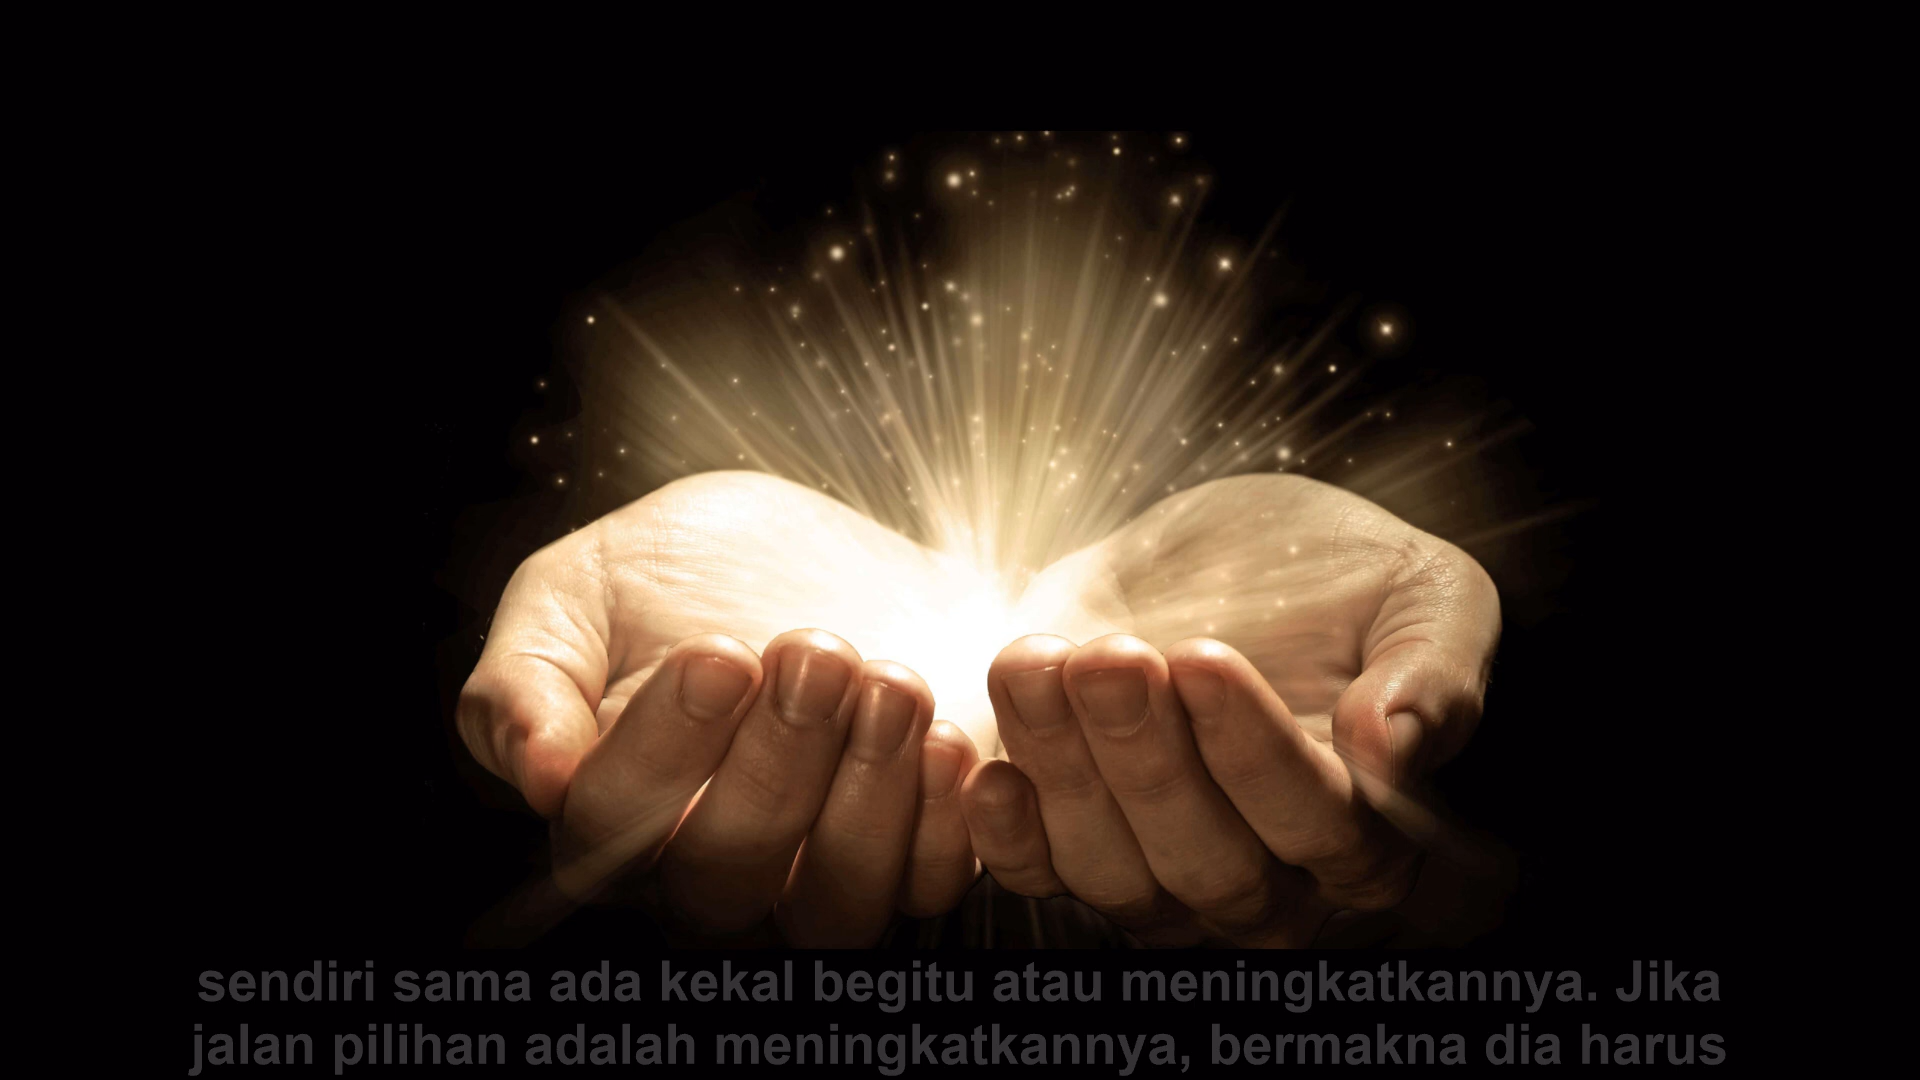 sendiri sama ada kekal begitu atau meningkatkannya. Jika
jalan pilihan adalah meningkatkannya, bermakna dia harus